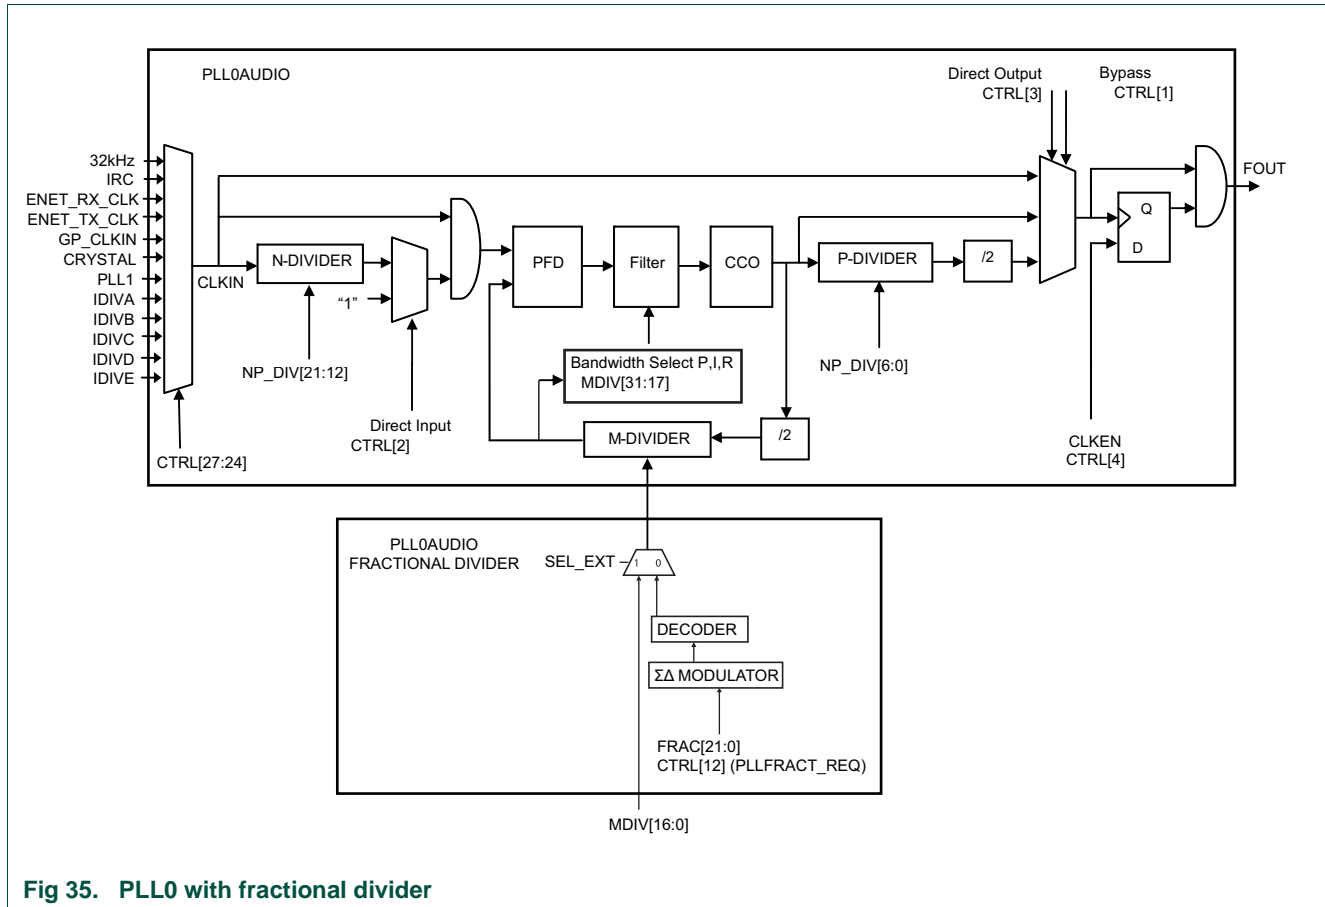 PLL0AUDIO
Direct Output
CTRL[3]
Bypass
CTRL[1]
32kHz
IRC
ENET_RX_CLK
ENET_TX_CLK
GP_CLKIN
CRYSTAL
PLL1
IDIVA
IDIVB
IDIVC
IDIVD
IDIVE
CTRL[27:24]
CLKIN
N-DIVIDER
NP_DIV[21:12]
"1"
Direct Input
CTRL[2]
PFD
Filter
CCO
Bandwidth Select P,I,R
MDIV[31:17]
M-DIVIDER
/2
P-DIVIDER
/2
NP_DIV[6:0]
Q
D
CLKEN
CTRL[4]
FOUT
PLL0AUDIO
FRACTIONAL DIVIDER
SEL_EXT
1 0
DECODER
ΣΔ MODULATOR
FRAC[21:0]
CTRL[12] (PLLFRACT_REQ)
MDIV[16:0]
Fig 35. PLL0 with fractional divider